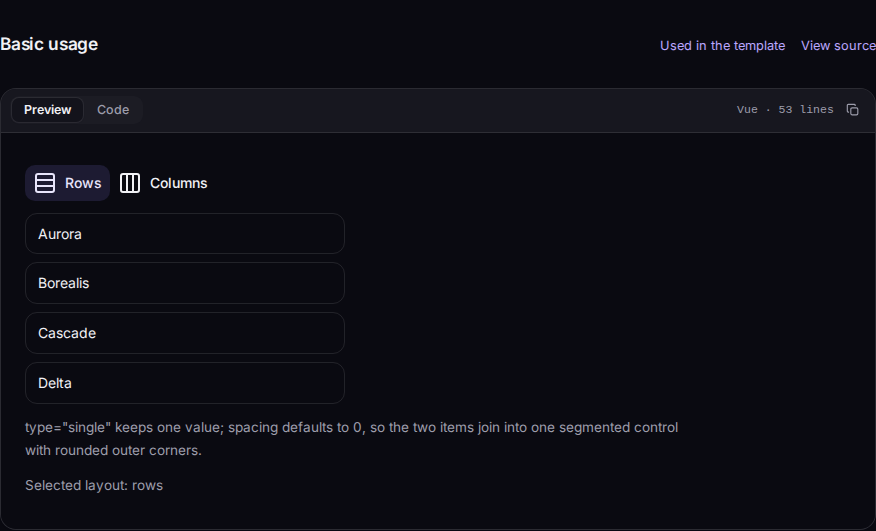 Basic usage
Used in the template
View source
Preview
Code
Vue · 53 lines
Rows
Columns
Aurora
Borealis
Cascade
Delta
type="single" keeps one value; spacing defaults to 0, so the two items join into one segmented control
with rounded outer corners.
Selected layout: rows